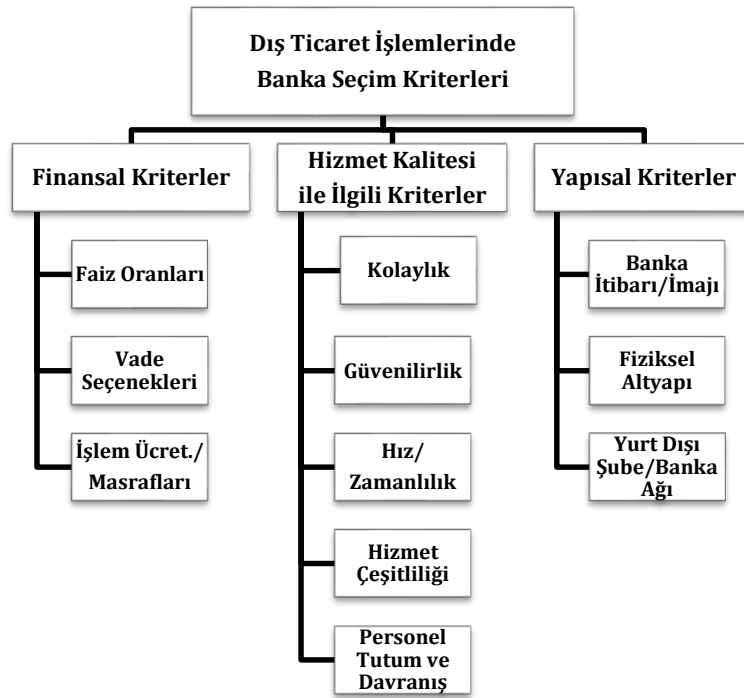 Dış Ticaret İşlemlerinde
Banka Seçim Kriterleri
Finansal Kriterler
Faiz Oranları
Vade
Seçenekleri
İşlem Ücret./
Masrafları
Hizmet Kalitesi
ile İlgili Kriterler
Kolaylık
Güvenilirlik
Hız/
Zamanlılık
Hizmet
Çeşitliliği
Personel
Tutum ve
Davranış
Yapısal Kriterler
Banka
İtibarı/İmajı
Fiziksel
Altyapı
Yurt Dışı
Şube/Banka
Ağı